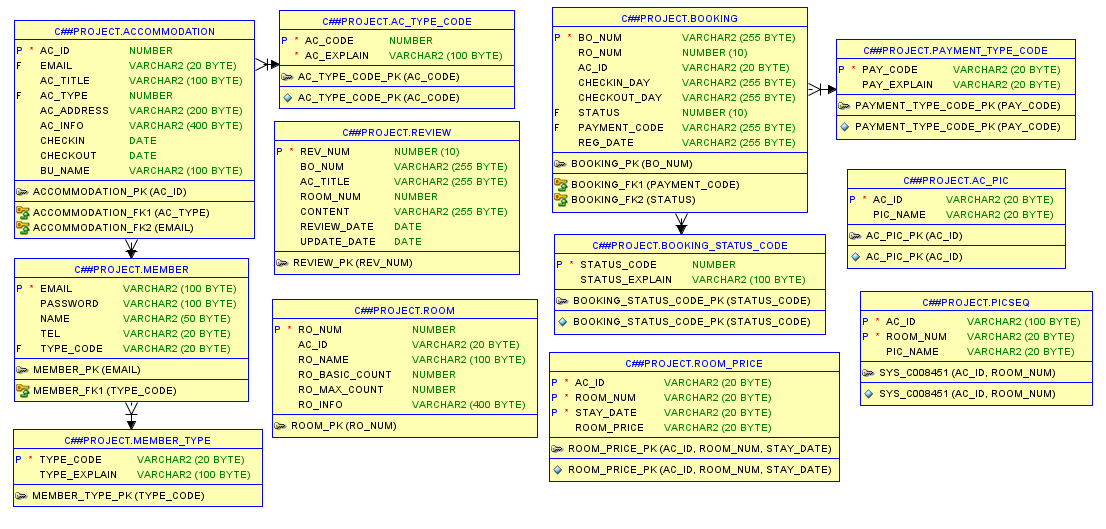 C##PROJECT.ACCOMMODATION
P * AC_ID NUMBER
F EMAIL VARCHAR2 (20 BYTE)
AC_TITLE VARCHAR2 (100 BYTE)
F AC_TYPE NUMBER
AC_ADDRESS VARCHAR2 (200 BYTE)
AC_INFO VARCHAR2 (400 BYTE)
CHECKIN DATE
CHECKOUT DATE
BU_NAME VARCHAR2 (100 BYTE)
ACCOMMODATION_PK (AC_ID)
ACCOMMODATION_FK1 (AC_TYPE)
ACCOMMODATION_FK2 (EMAIL)
C##PROJECT.MEMBER
P * EMAIL VARCHAR2 (100 BYTE)
PASSWORD VARCHAR2 (100 BYTE)
NAME VARCHAR2 (50 BYTE)
TEL VARCHAR2 (20 BYTE)
F TYPE_CODE VARCHAR2 (20 BYTE)
MEMBER_PK (EMAIL)
MEMBER_FK1 (TYPE_CODE)
C##PROJECT.MEMBER_TYPE
P * TYPE_CODE VARCHAR2 (20 BYTE)
TYPE_EXPLAIN VARCHAR2 (100 BYTE)
MEMBER_TYPE_PK (TYPE_CODE)
C##PROJECT.AC_TYPE_CODE
P * AC_CODE NUMBER
* AC_EXPLAIN VARCHAR2 (100 BYTE)
AC_TYPE_CODE_PK (AC_CODE)
AC_TYPE_CODE_PK (AC_CODE)
C##PROJECT.REVIEW
P * REV_NUM NUMBER (10)
BO_NUM VARCHAR2 (255 BYTE)
AC_TITLE VARCHAR2 (255 BYTE)
ROOM_NUM NUMBER
CONTENT VARCHAR2 (255 BYTE)
REVIEW_DATE DATE
UPDATE_DATE DATE
REVIEW_PK (REV_NUM)
C##PROJECT.ROOM
P * RO_NUM NUMBER
AC_ID VARCHAR2 (20 BYTE)
RO_NAME VARCHAR2 (100 BYTE)
RO_BASIC_COUNT NUMBER
RO_MAX_COUNT NUMBER
RO_INFO VARCHAR2 (400 BYTE)
ROOM_PK (RO_NUM)
C##PROJECT.BOOKING
P * BO_NUM VARCHAR2 (255 BYTE)
RO_NUM NUMBER (10)
AC_ID VARCHAR2 (20 BYTE)
CHECKIN_DAY VARCHAR2 (255 BYTE)
CHECKOUT_DAY VARCHAR2 (255 BYTE)
F STATUS NUMBER (10)
F PAYMENT_CODE VARCHAR2 (255 BYTE)
REG_DATE VARCHAR2 (255 BYTE)
BOOKING_PK (BO_NUM)
BOOKING_FK1 (PAYMENT_CODE)
BOOKING_FK2 (STATUS)
C##PROJECT.BOOKING_STATUS_CODE
P * STATUS_CODE NUMBER
STATUS_EXPLAIN VARCHAR2 (100 BYTE)
BOOKING_STATUS_CODE_PK (STATUS_CODE)
BOOKING_STATUS_CODE_PK (STATUS_CODE)
C##PROJECT.ROOM_PRICE
P * AC_ID VARCHAR2 (20 BYTE)
P * ROOM_NUM VARCHAR2 (20 BYTE)
P * STAY_DATE VARCHAR2 (20 BYTE)
ROOM_PRICE VARCHAR2 (20 BYTE)
ROOM_PRICE_PK (AC_ID, ROOM_NUM, STAY_DATE)
ROOM_PRICE_PK (AC_ID, ROOM_NUM, STAY_DATE)
C##PROJECT.PAYMENT_TYPE_CODE
P * PAY_CODE VARCHAR2 (20 BYTE)
PAY_EXPLAIN VARCHAR2 (20 BYTE)
PAYMENT_TYPE_CODE_PK (PAY_CODE)
PAYMENT_TYPE_CODE_PK (PAY_CODE)
C##PROJECT.AC_PIC
P * AC_ID VARCHAR2 (20 BYTE)
PIC_NAME VARCHAR2 (20 BYTE)
AC_PIC_PK (AC_ID)
AC_PIC_PK (AC_ID)
C##PROJECT.PICSEQ
P * AC_ID VARCHAR2 (100 BYTE)
P * ROOM_NUM VARCHAR2 (20 BYTE)
PIC_NAME VARCHAR2 (20 BYTE)
SYS_C008451 (AC_ID, ROOM_NUM)
SYS_C008451 (AC_ID, ROOM_NUM)